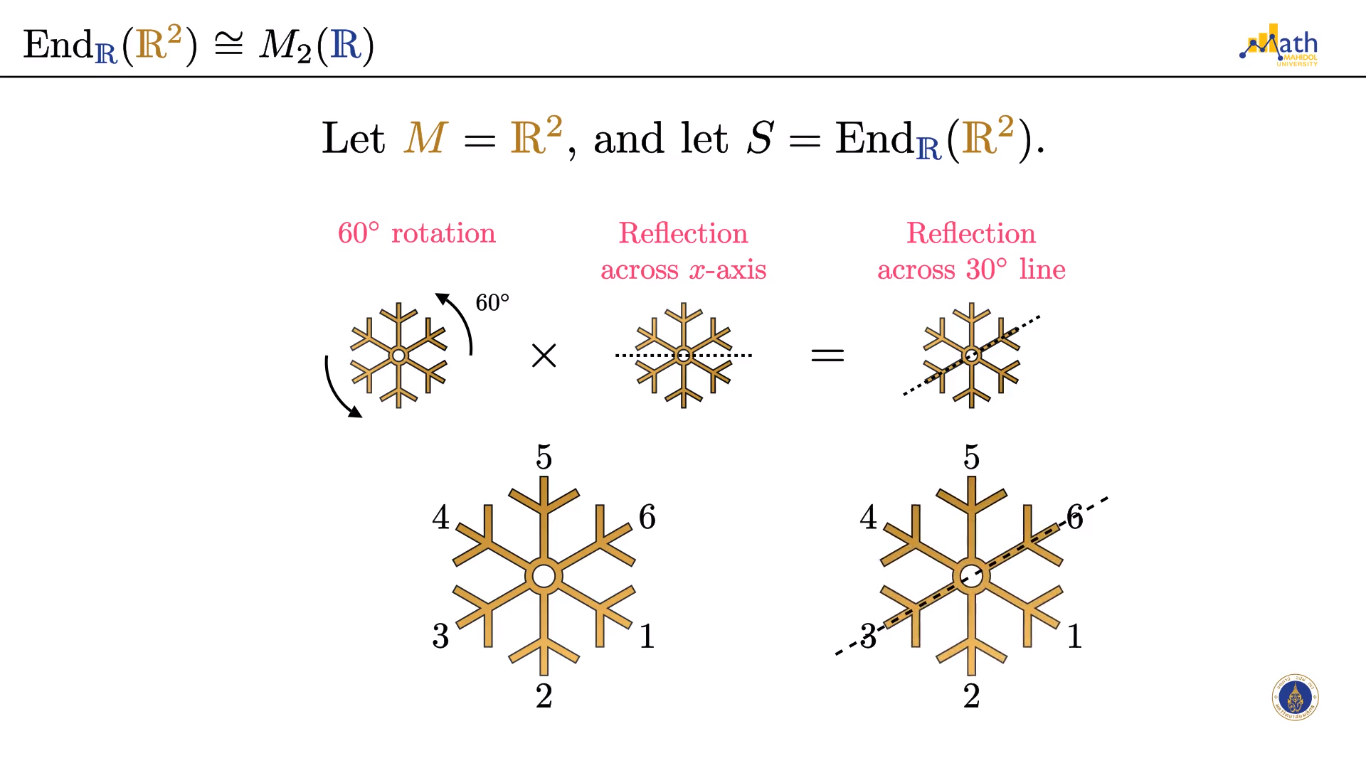 End_ℝ(ℝ²) ≅ M₂(ℝ)
Math
MAHIDOL
UNIVERSITY
Let M = ℝ², and let S = End_ℝ(ℝ²).
60° rotation
Reflection
across x-axis
Reflection
across 30° line
60°
× =
5 5
4 6 4 6
3 1 3 1
2 2